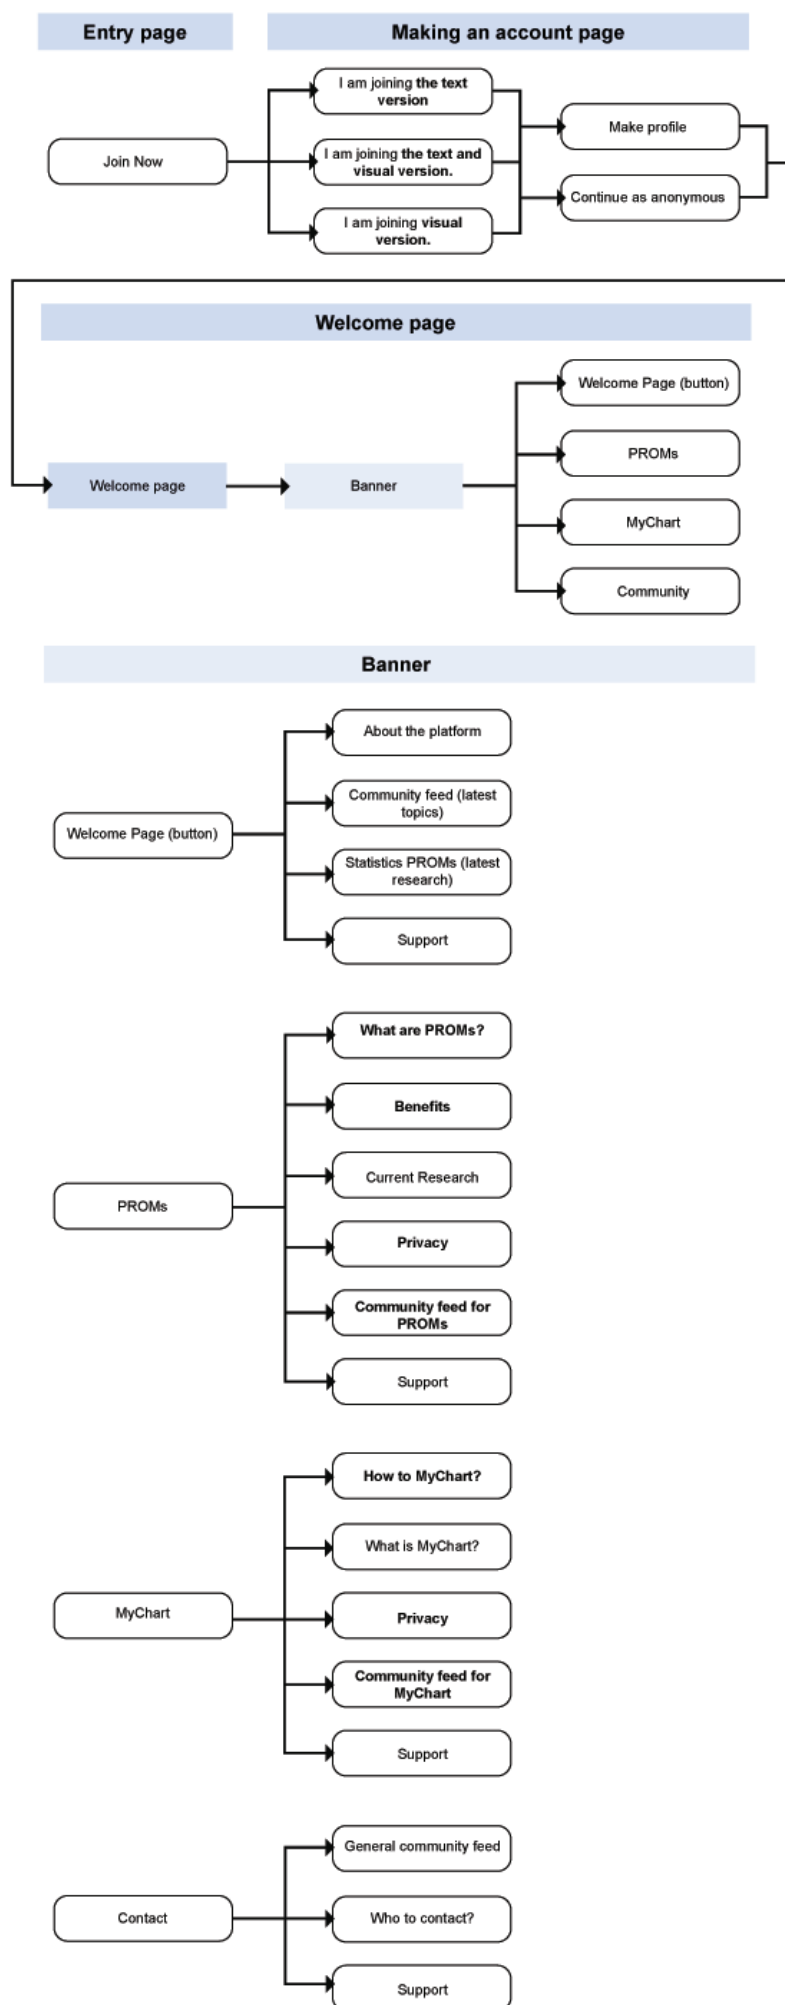 Entry page
Making an account page
I am joining the text
version
Join Now
I am joining the text and
visual version.
I am joining visual
version.
Make profile
Continue as anonymous
Welcome page
Welcome page
Banner
Welcome Page (button)
PROMs
MyChart
Community
Banner
Welcome Page (button)
About the platform
Community feed (latest
topics)
Statistics PROMs (latest
research)
Support
PROMs
What are PROMs?
Benefits
Current Research
Privacy
Community feed for
PROMs
Support
MyChart
How to MyChart?
What is MyChart?
Privacy
Community feed for
MyChart
Support
Contact
General community feed
Who to contact?
Support